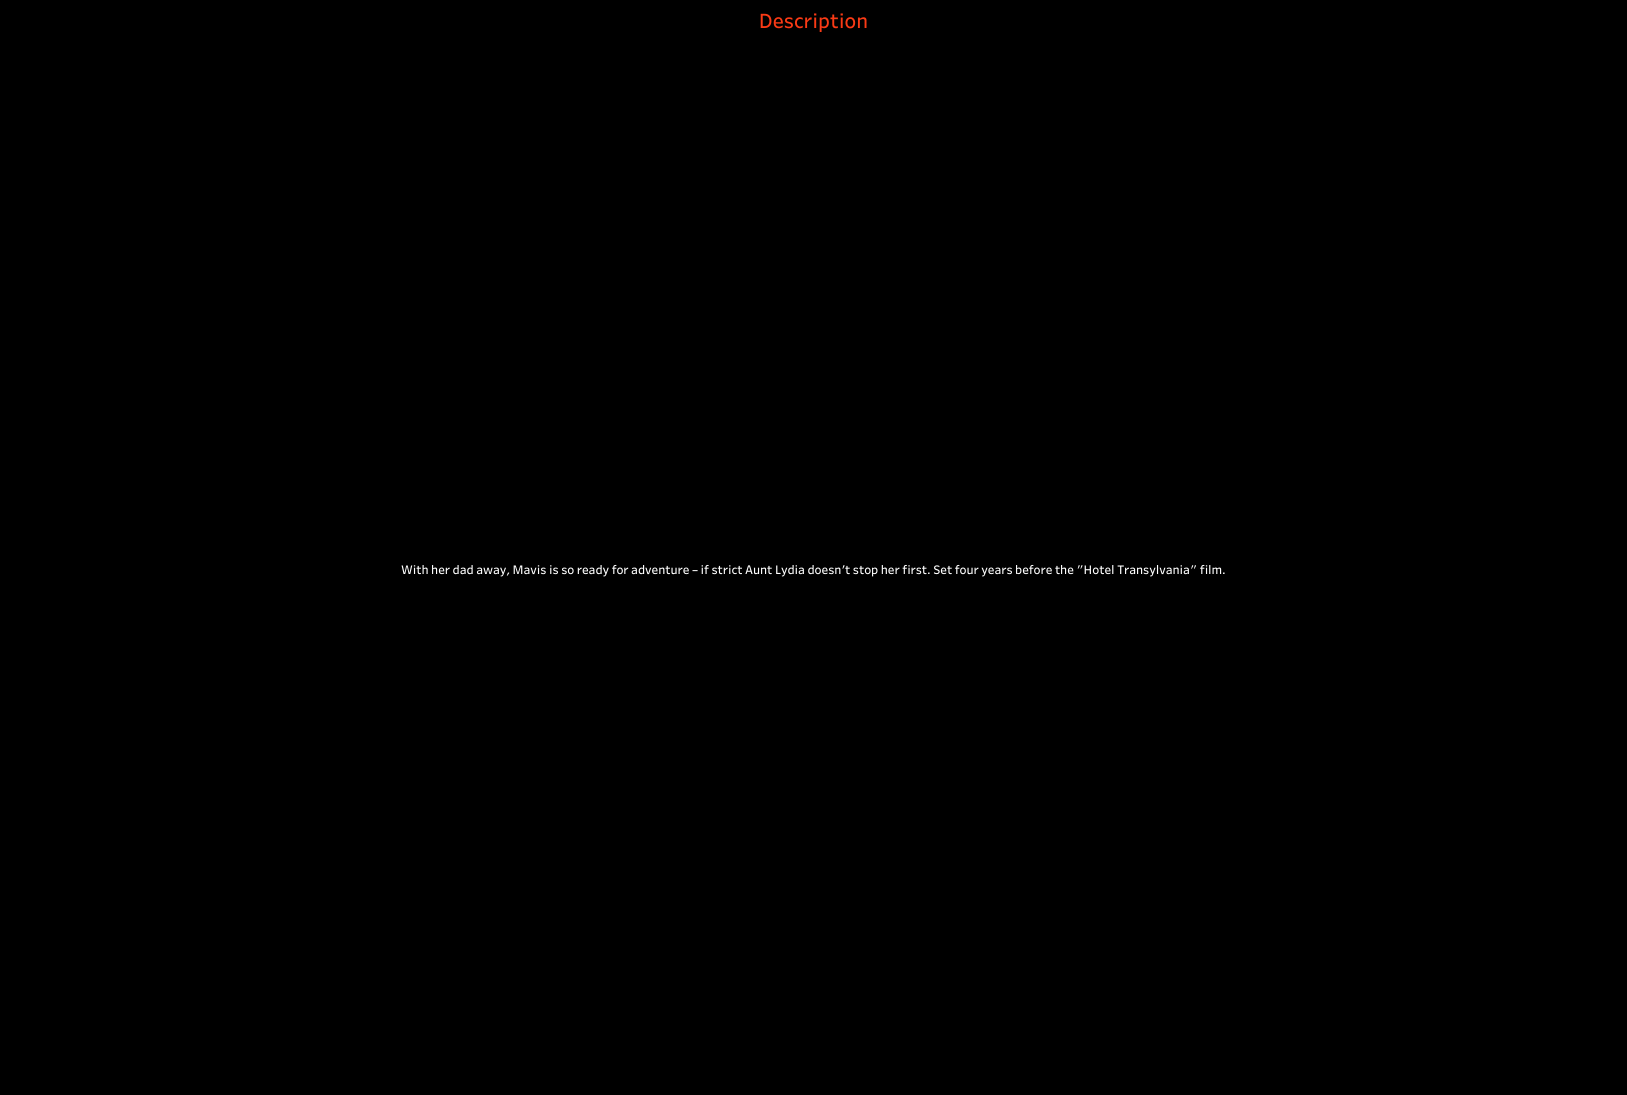 Description
With her dad away, Mavis is so ready for adventure – if strict Aunt Lydia doesn't stop her first. Set four years before the "Hotel Transylvania" film.